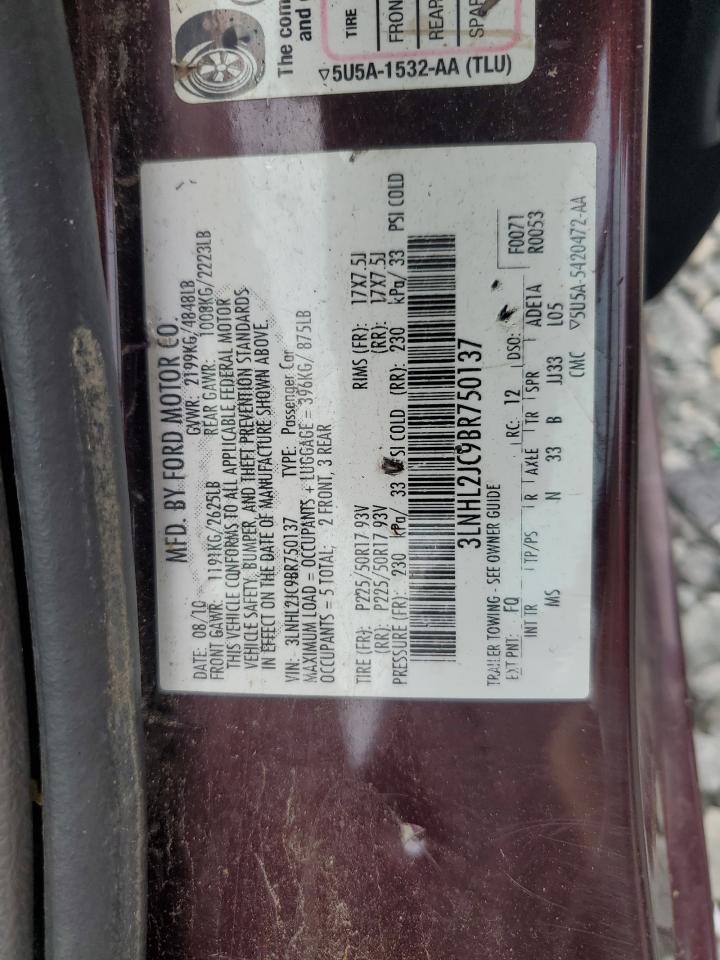 MFD. BY FORD MOTOR CO.
DATE: 08/10 GVWR: 2199KG/4848LB
FRONT GAWR: 1191KG/2625LB REAR GAWR: 1008KG/2223LB
THIS VEHICLE CONFORMS TO ALL APPLICABLE FEDERAL MOTOR
VEHICLE SAFETY, BUMPER, AND THEFT PREVENTION STANDARDS
IN EFFECT ON THE DATE OF MANUFACTURE SHOWN ABOVE.
VIN: 3LNHL2JC9BR750137 TYPE: Passenger Car
MAXIMUM LOAD = OCCUPANTS + LUGGAGE = 396KG/ 875LB
OCCUPANTS = 5 TOTAL; 2 FRONT, 3 REAR
TIRE (FR): P225/50R17 93V RIMS (FR): 17X7.5J
(RR): P225/50R17 93V (RR): 17X7.5J
PRESSURE (FR): 230 kPa/ 33 PSI COLD (RR): 230 kPa/ 33 PSI COLD
3LNHL2JC9BR750137
TRAILER TOWING - SEE OWNER GUIDE
EXT PNT: FQ RC: 12 DSO: F0071
R0053
INT TR TP/PS R AXLE TR SPR ADE1A
MS N 33 B JJ33 L05
CMC ▽5U5A-5420472-AA
The com
and
TIRE
FRON
REAR
SPAR
▽5U5A-1532-AA (TLU)